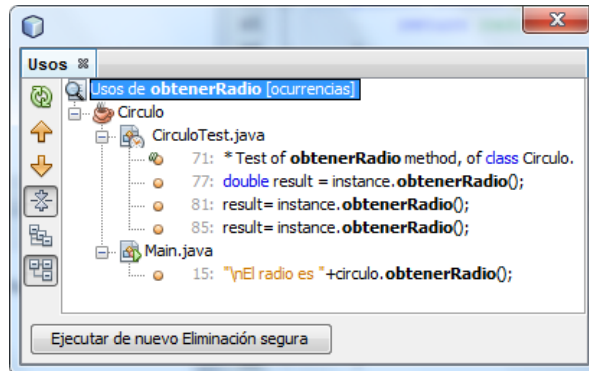 Usos
Usos de obtenerRadio [ocurrencias]
Circulo
CirculoTest.java
71: * Test of obtenerRadio method, of class Circulo.
77: double result = instance.obtenerRadio();
81: result= instance.obtenerRadio();
85: result= instance.obtenerRadio();
Main.java
15: "\nEl radio es "+circulo.obtenerRadio();
Ejecutar de nuevo Eliminación segura